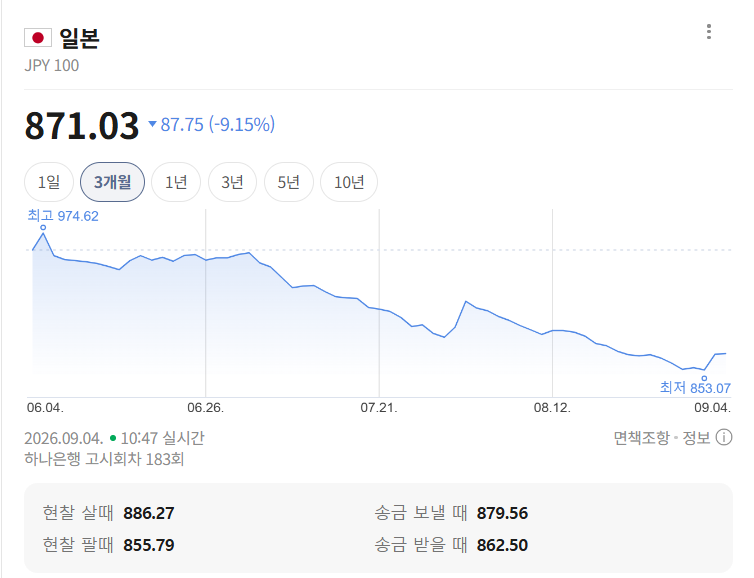 일본
JPY 100
871.03 ▼87.75 (-9.15%)
1일 3개월 1년 3년 5년 10년
최고 974.62
최저 853.07
06.04. 06.26. 07.21. 08.12. 09.04.
2026.09.04. 10:47 실시간 면책조항 정보
하나은행 고시회차 183회
현찰 살때 886.27 송금 보낼 때 879.56
현찰 팔때 855.79 송금 받을 때 862.50